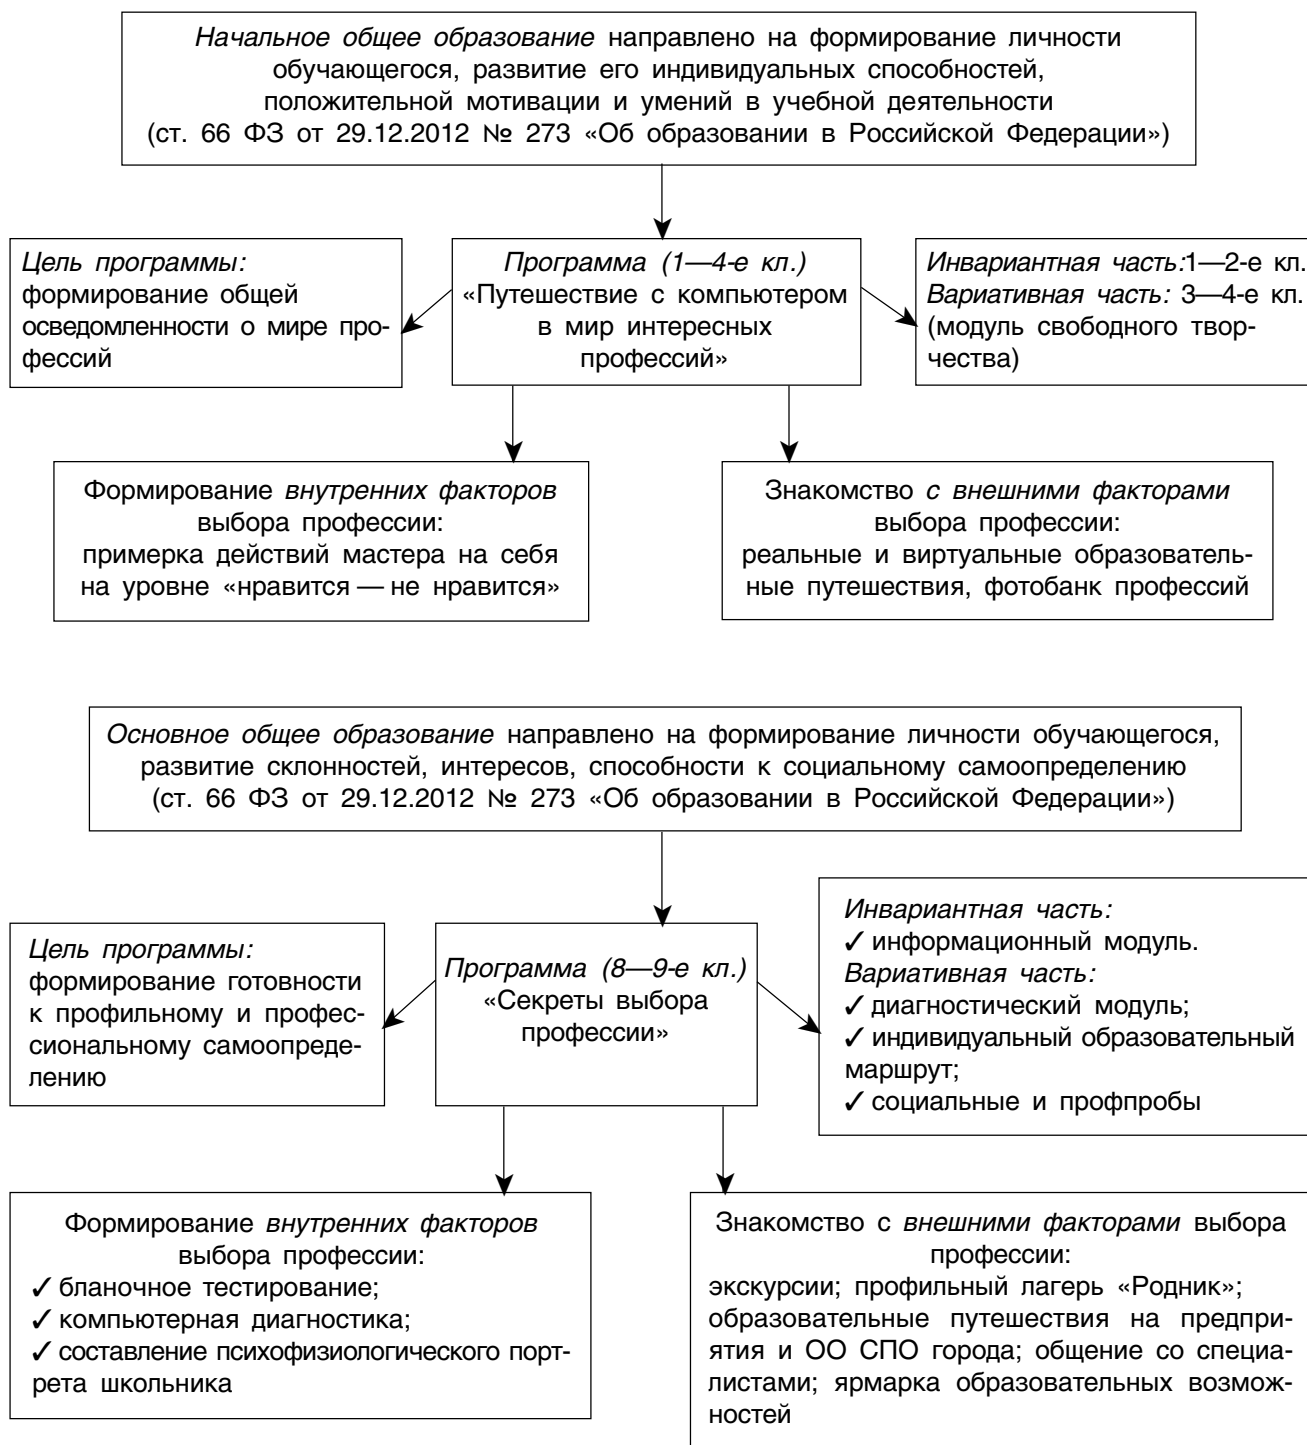 Начальное общее образование направлено на формирование личности
обучающегося, развитие его индивидуальных способностей,
положительной мотивации и умений в учебной деятельности
(ст. 66 ФЗ от 29.12.2012 № 273 «Об образовании в Российской Федерации»)
Цель программы:
формирование общей
осведомленности о мире про-
фессий
Программа (1—4-е кл.)
«Путешествие с компьютером
в мир интересных
профессий»
Инвариантная часть:1—2-е кл.
Вариативная часть: 3—4-е кл.
(модуль свободного твор-
чества)
Формирование внутренних факторов
выбора профессии:
примерка действий мастера на себя
на уровне «нравится — не нравится»
Знакомство с внешними факторами
выбора профессии:
реальные и виртуальные образователь-
ные путешествия, фотобанк профессий
Основное общее образование направлено на формирование личности обучающегося,
развитие склонностей, интересов, способности к социальному самоопределению
(ст. 66 ФЗ от 29.12.2012 № 273 «Об образовании в Российской Федерации»)
Цель программы:
формирование готовности
к профильному и профес-
сиональному самоопреде-
лению
Программа (8—9-е кл.)
«Секреты выбора
профессии»
Инвариантная часть:
✓ информационный модуль.
Вариативная часть:
✓ диагностический модуль;
✓ индивидуальный образовательный
маршрут;
✓ социальные и профпробы
Формирование внутренних факторов
выбора профессии:
✓ бланочное тестирование;
✓ компьютерная диагностика;
✓ составление психофизиологического порт-
рета школьника
Знакомство с внешними факторами выбора
профессии:
экскурсии; профильный лагерь «Родник»;
образовательные путешествия на предпри-
ятия и ОО СПО города; общение со специа-
листами; ярмарка образовательных возмож-
ностей